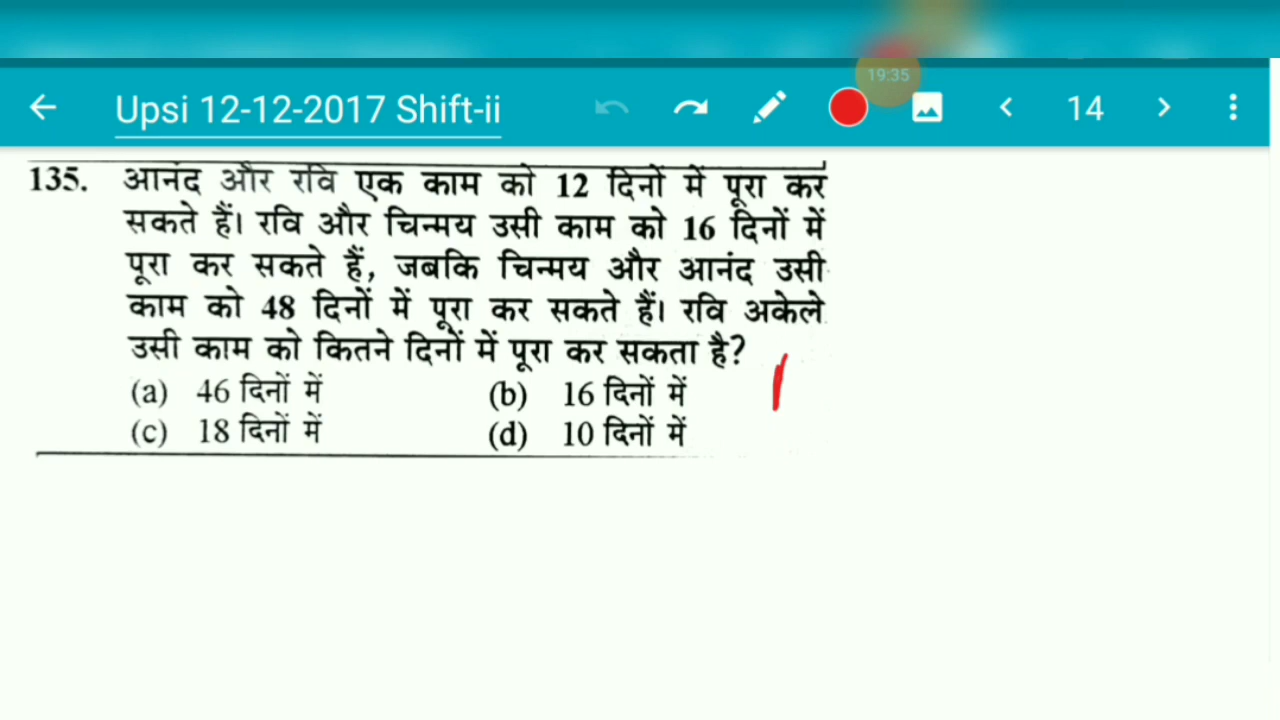 19:35
Upsi 12-12-2017 Shift-ii
14
135. आनंद और रवि एक काम को 12 दिनों में पूरा कर
सकते हैं। रवि और चिन्मय उसी काम को 16 दिनों में
पूरा कर सकते हैं, जबकि चिन्मय और आनंद उसी
काम को 48 दिनों में पूरा कर सकते हैं। रवि अकेले
उसी काम को कितने दिनों में पूरा कर सकता है?
(a) 46 दिनों में (b) 16 दिनों में
(c) 18 दिनों में (d) 10 दिनों में